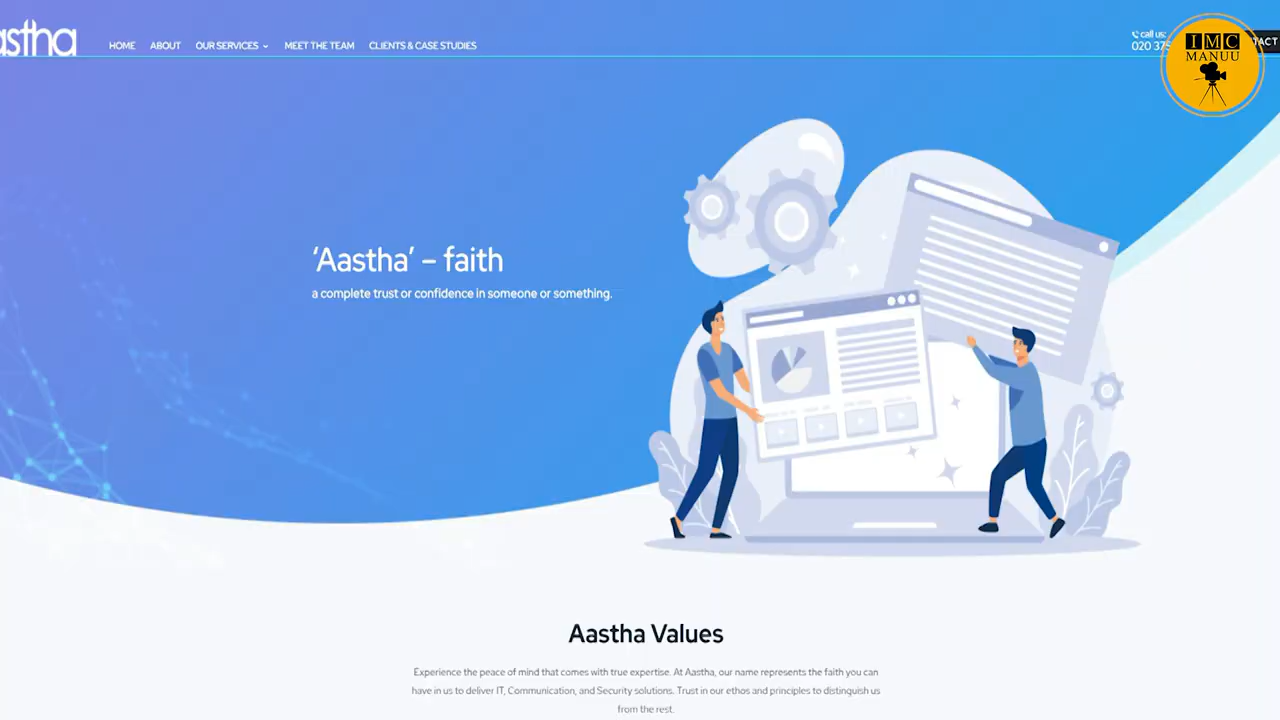 HOME
ABOUT
OUR SERVICES
MEET THE TEAM
CLIENTS & CASE STUDIES
call us:
020
IMC
MANUU
'Aastha' – faith
a complete trust or confidence in someone or something.
Aastha Values
Experience the peace of mind that comes with true expertise. At Aastha, our name represents the faith you can
have in us to deliver IT, Communication, and Security solutions. Trust in our ethos and principles to distinguish us
from the rest.